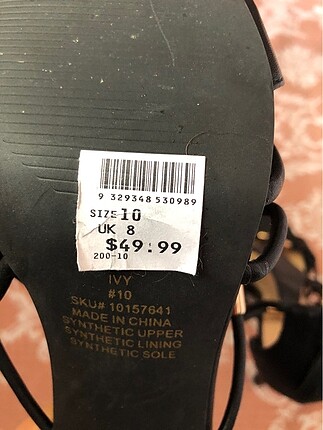 9 329348 530989
SIZE 10
UK 8
$49.99
200-10
IVY
#10
SKU# 10157641
MADE IN CHINA
SYNTHETIC UPPER
SYNTHETIC LINING
SYNTHETIC SOLE